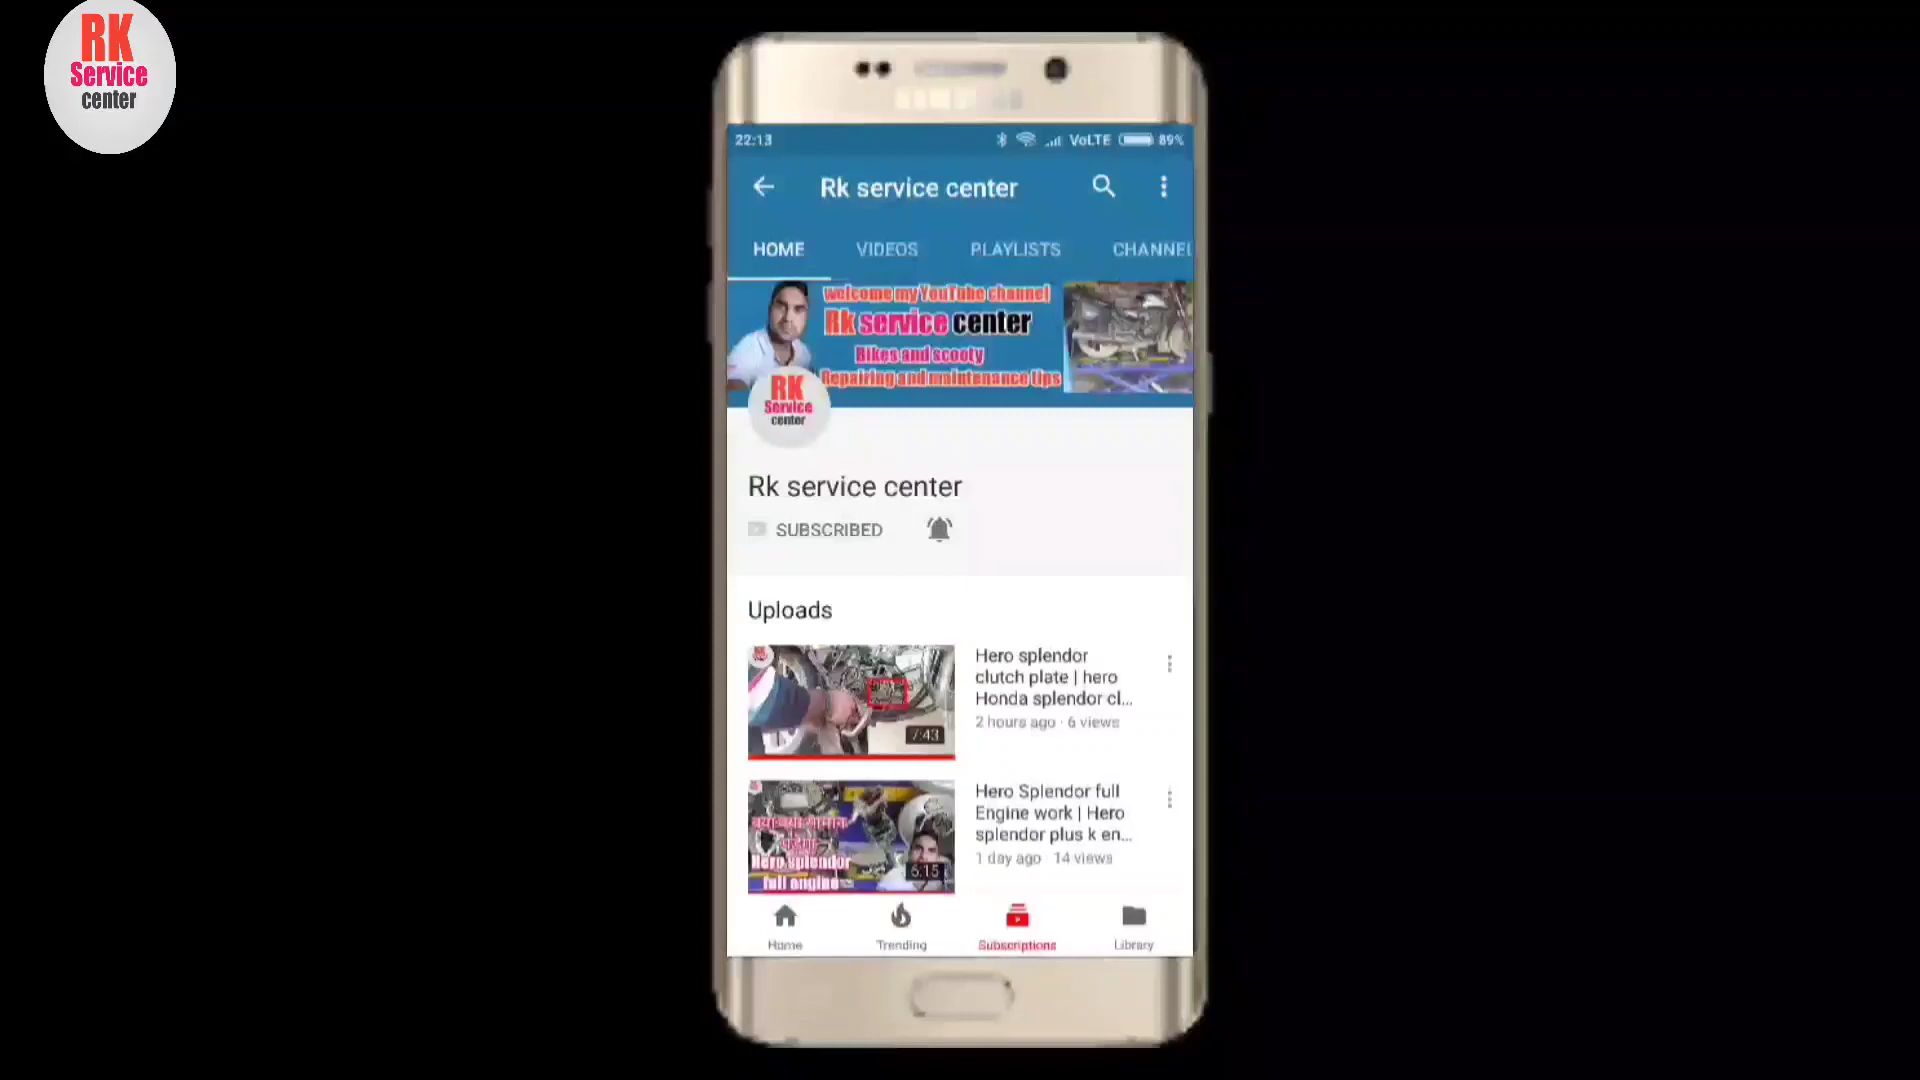 RK
Service
center
22:13
VoLTE
89%
Rk service center
HOME
VIDEOS
PLAYLISTS
CHANNEL
welcome my YouTube channel
Rk service center
Bikes and scooty
Repairing and maintenance tips
RK
Service
center
Rk service center
SUBSCRIBED
Uploads
Hero splendor
clutch plate | hero
Honda splendor cl...
2 hours ago · 6 views
7:43
Hero Splendor full
Engine work | Hero
splendor plus k en...
1 day ago · 14 views
Hero splendor
full engine
6:15
Home
Trending
Subscriptions
Library